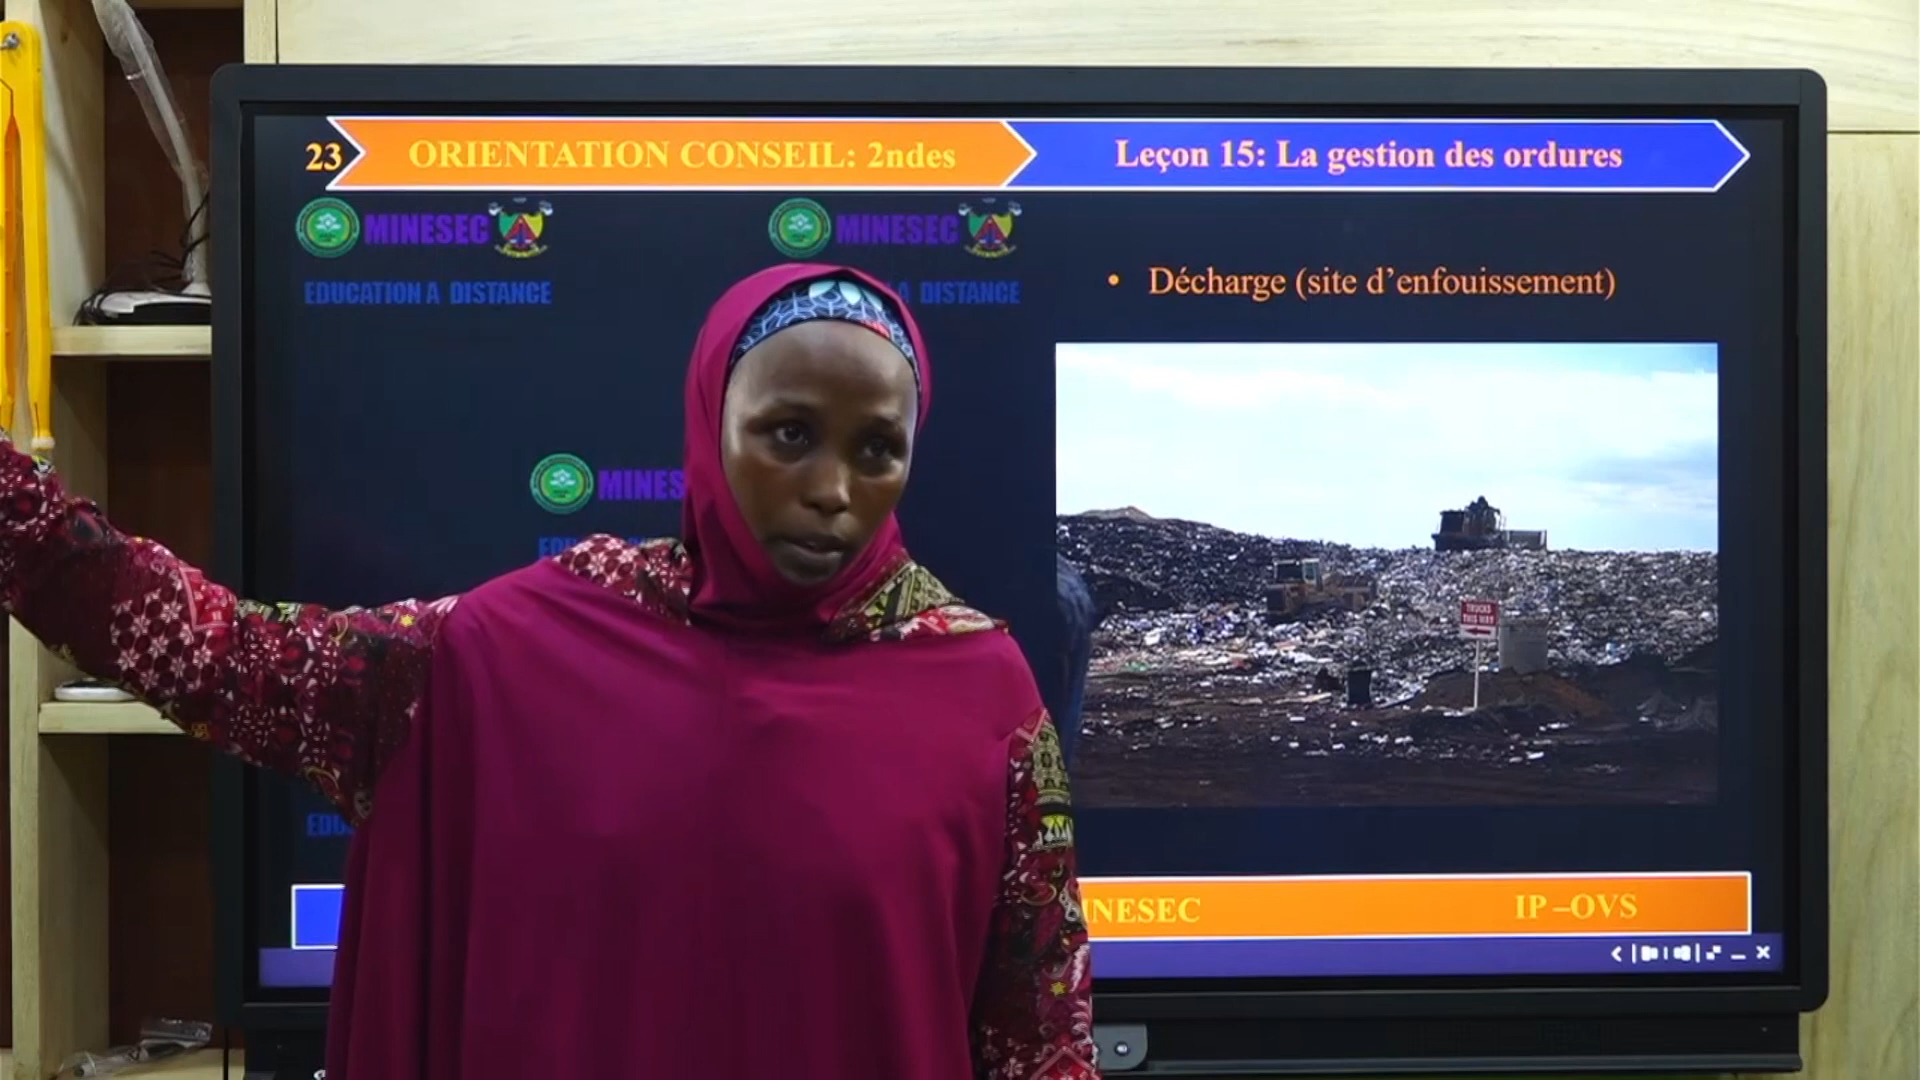 23
ORIENTATION CONSEIL: 2ndes
Leçon 15: La gestion des ordures
MINESEC
MINESEC
EDUCATION A DISTANCE
A DISTANCE
• Décharge (site d’enfouissement)
MINES
TRUCKS
THIS WAY
EDU
INESEC
IP –OVS